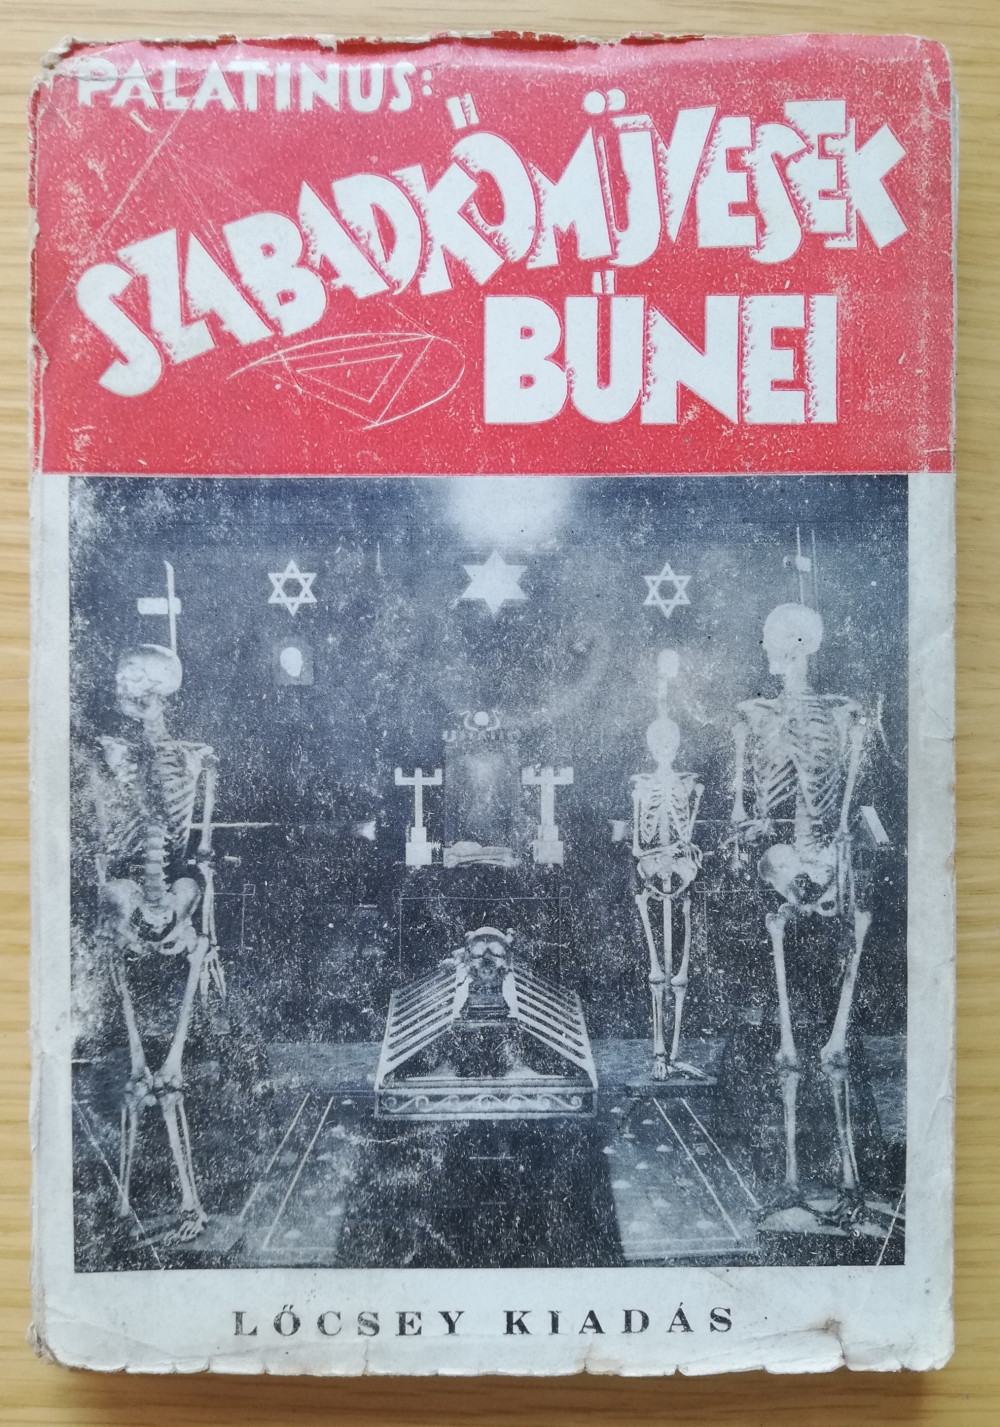 PALATINUS:
SZABADKŐMŰVESEK
BŰNEI
LŐCSEY KIADÁS